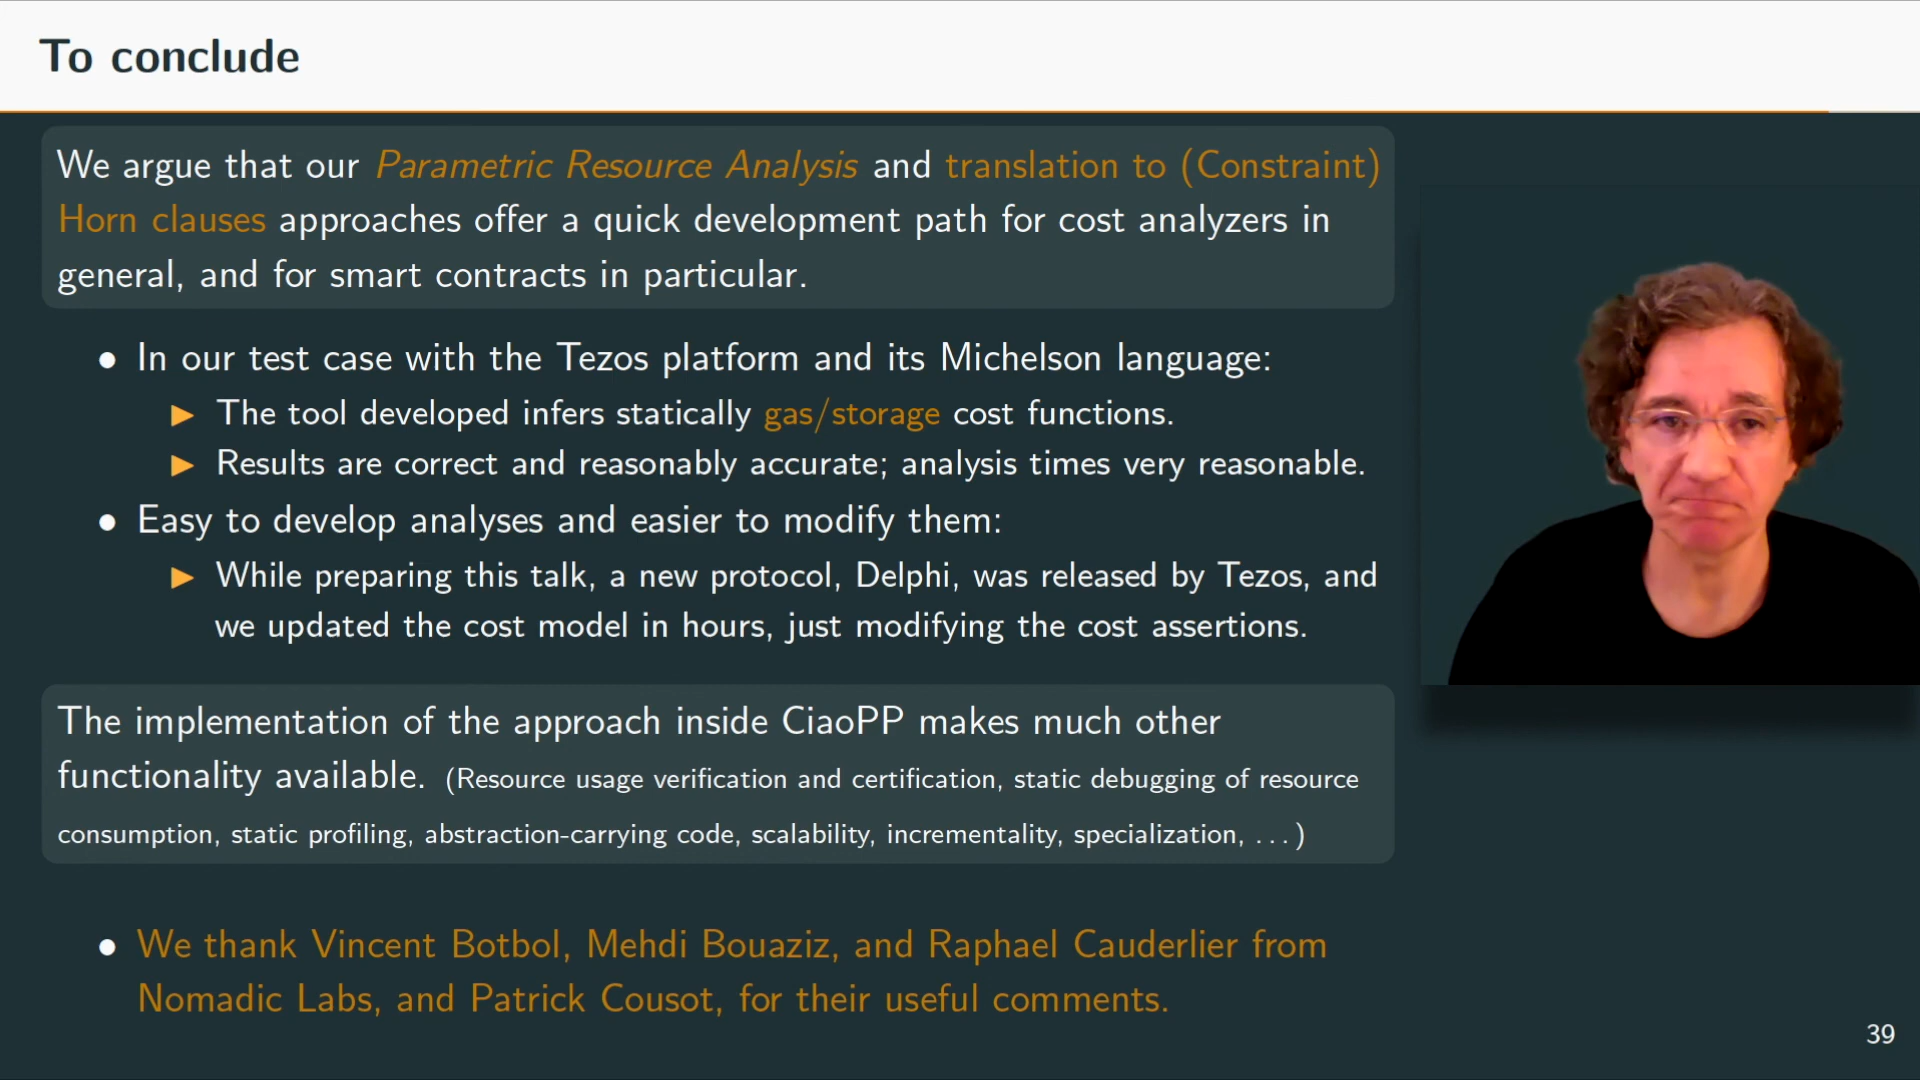 To conclude
We argue that our Parametric Resource Analysis and translation to (Constraint)
Horn clauses approaches offer a quick development path for cost analyzers in
general, and for smart contracts in particular.
● In our test case with the Tezos platform and its Michelson language:
▶ The tool developed infers statically gas/storage cost functions.
▶ Results are correct and reasonably accurate; analysis times very reasonable.
● Easy to develop analyses and easier to modify them:
▶ While preparing this talk, a new protocol, Delphi, was released by Tezos, and
we updated the cost model in hours, just modifying the cost assertions.
The implementation of the approach inside CiaoPP makes much other
functionality available. (Resource usage verification and certification, static debugging of resource
consumption, static profiling, abstraction-carrying code, scalability, incrementality, specialization, ...)
● We thank Vincent Botbol, Mehdi Bouaziz, and Raphael Cauderlier from
Nomadic Labs, and Patrick Cousot, for their useful comments.
39